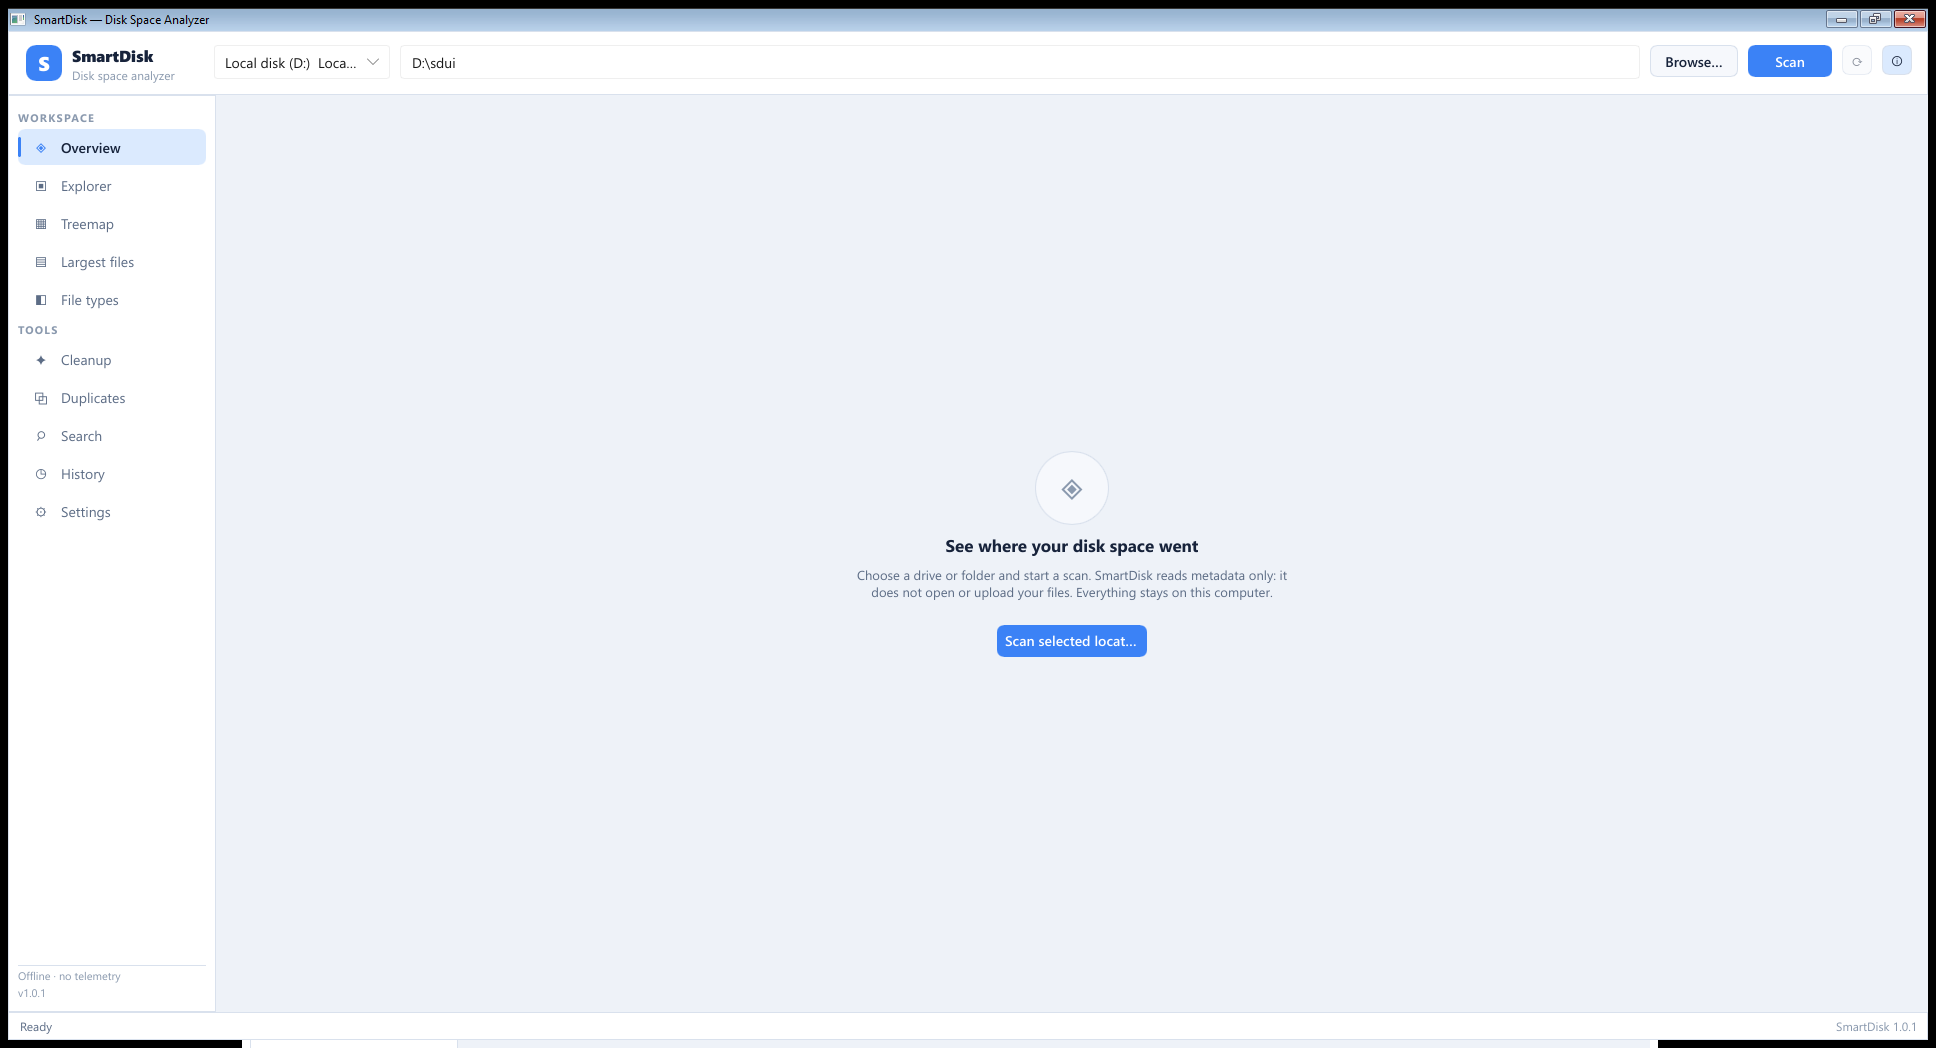 SmartDisk — Disk Space Analyzer
S
SmartDisk
Disk space analyzer
Local disk (D:) Loca...
D:\sdui
Browse...
Scan
WORKSPACE
Overview
Explorer
Treemap
Largest files
File types
TOOLS
Cleanup
Duplicates
Search
History
Settings
See where your disk space went
Choose a drive or folder and start a scan. SmartDisk reads metadata only: it
does not open or upload your files. Everything stays on this computer.
Scan selected locat...
Offline · no telemetry
v1.0.1
Ready
SmartDisk 1.0.1